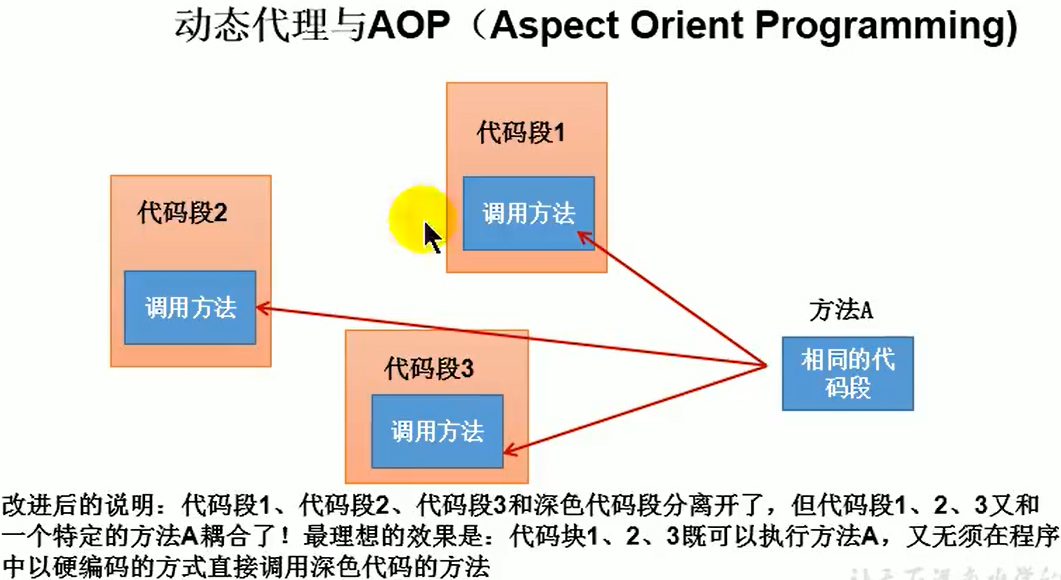 动态代理与AOP（Aspect Orient Programming)
代码段1
调用方法
代码段2
调用方法
方法A
相同的代
码段
代码段3
调用方法
改进后的说明：代码段1、代码段2、代码段3和深色代码段分离开了，但代码段1、2、3又和
一个特定的方法A耦合了！最理想的效果是：代码块1、2、3既可以执行方法A，又无须在程序
中以硬编码的方式直接调用深色代码的方法